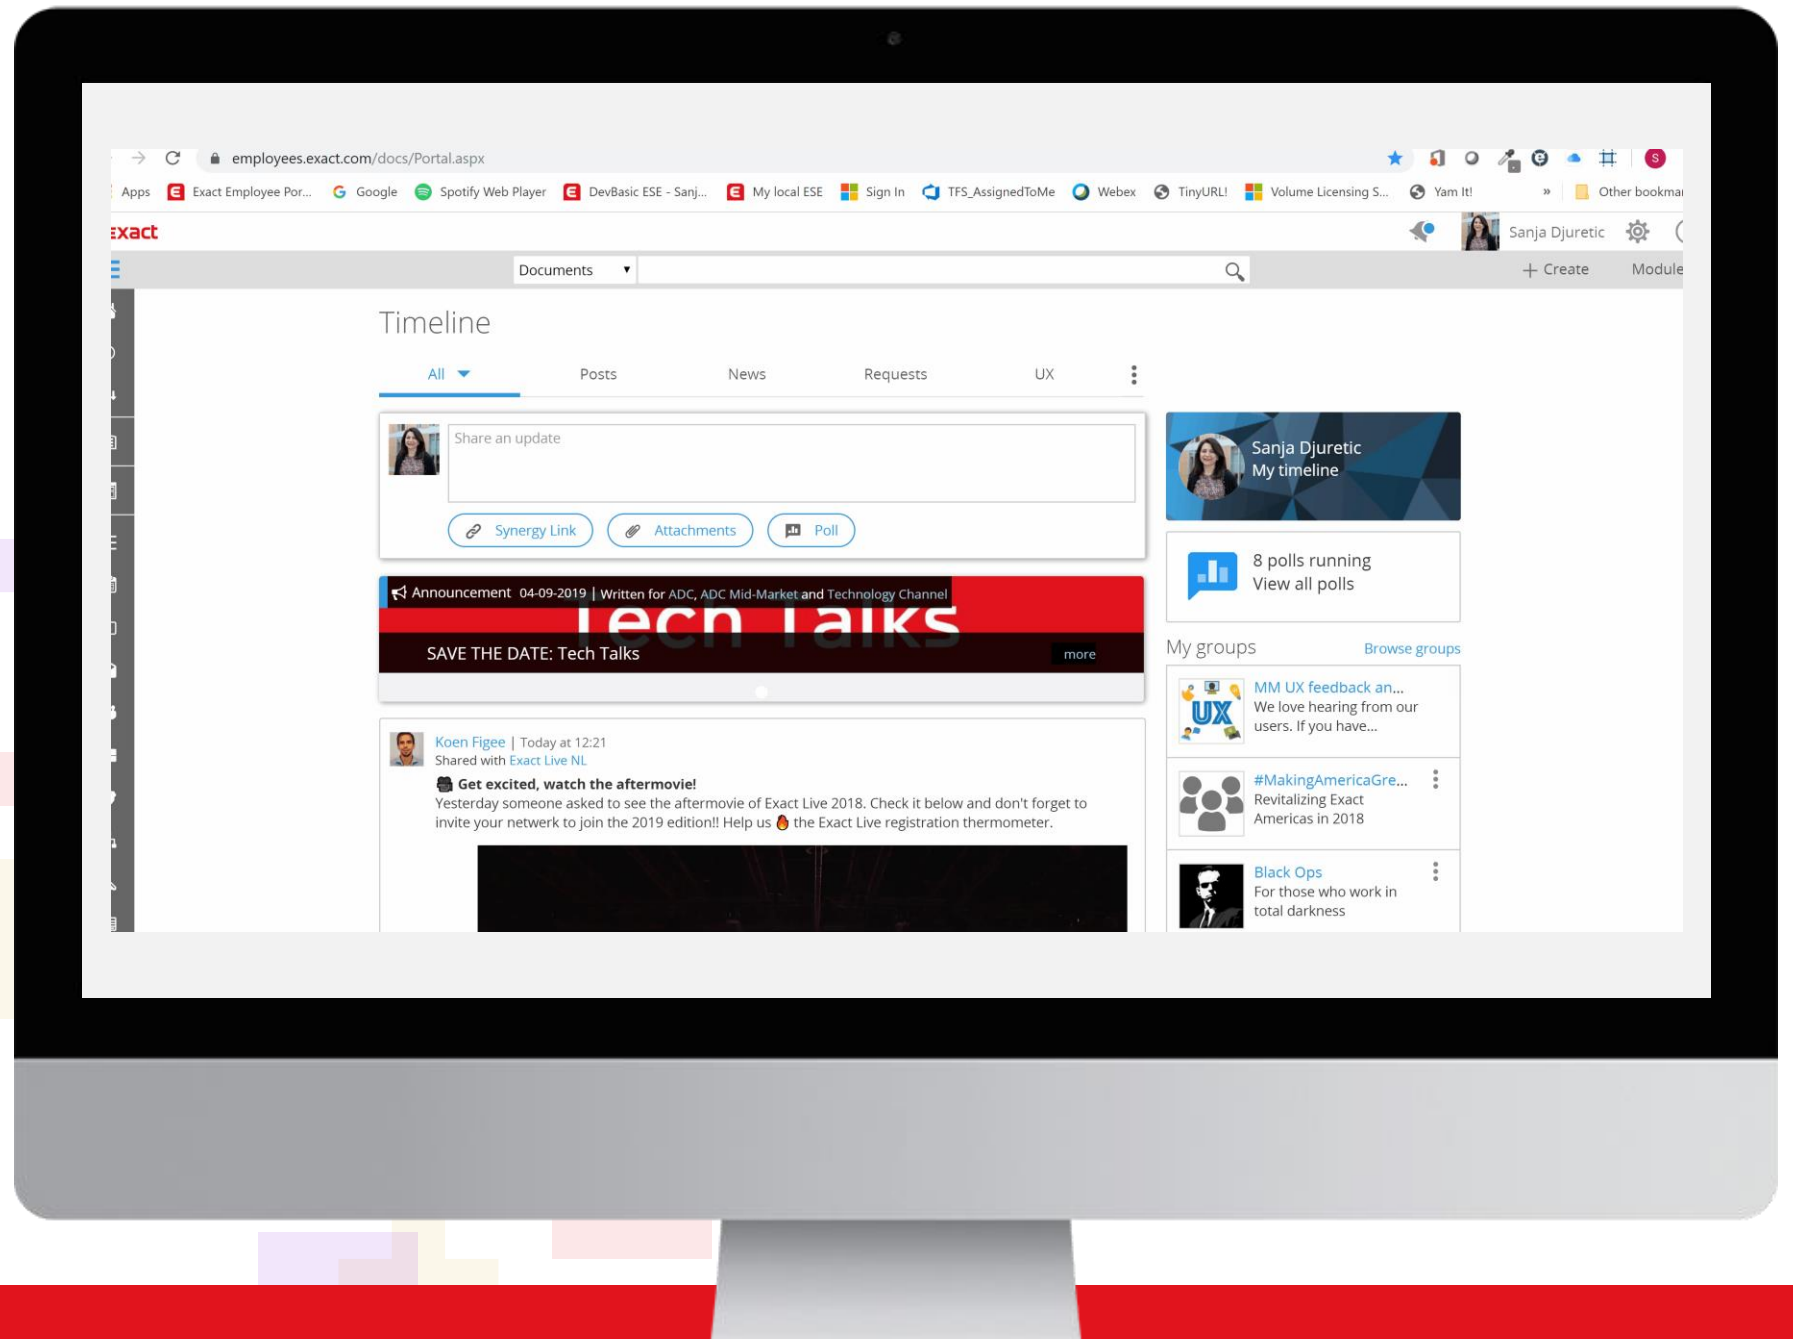 employees.exact.com/docs/Portal.aspx
Apps Exact Employee Por... Google Spotify Web Player DevBasic ESE - Sanj... My local ESE Sign In TFS_AssignedToMe Webex TinyURL! Volume Licensing S... Yam It! » Other bookmar
S
exact
Sanja Djuretic
Documents
+ Create Module
Timeline
All Posts News Requests UX
Share an update
Synergy Link Attachments Poll
Announcement 04-09-2019 | Written for ADC, ADC Mid-Market and Technology Channel
Tech Talks
SAVE THE DATE: Tech Talks more
Koen Figee | Today at 12:21
Shared with Exact Live NL
Get excited, watch the aftermovie!
Yesterday someone asked to see the aftermovie of Exact Live 2018. Check it below and don't forget to
invite your netwerk to join the 2019 edition!! Help us 🔥 the Exact Live registration thermometer.
Sanja Djuretic
My timeline
8 polls running
View all polls
My groups Browse groups
UX
MM UX feedback an...
We love hearing from our
users. If you have...
#MakingAmericaGre...
Revitalizing Exact
Americas in 2018
Black Ops
For those who work in
total darkness